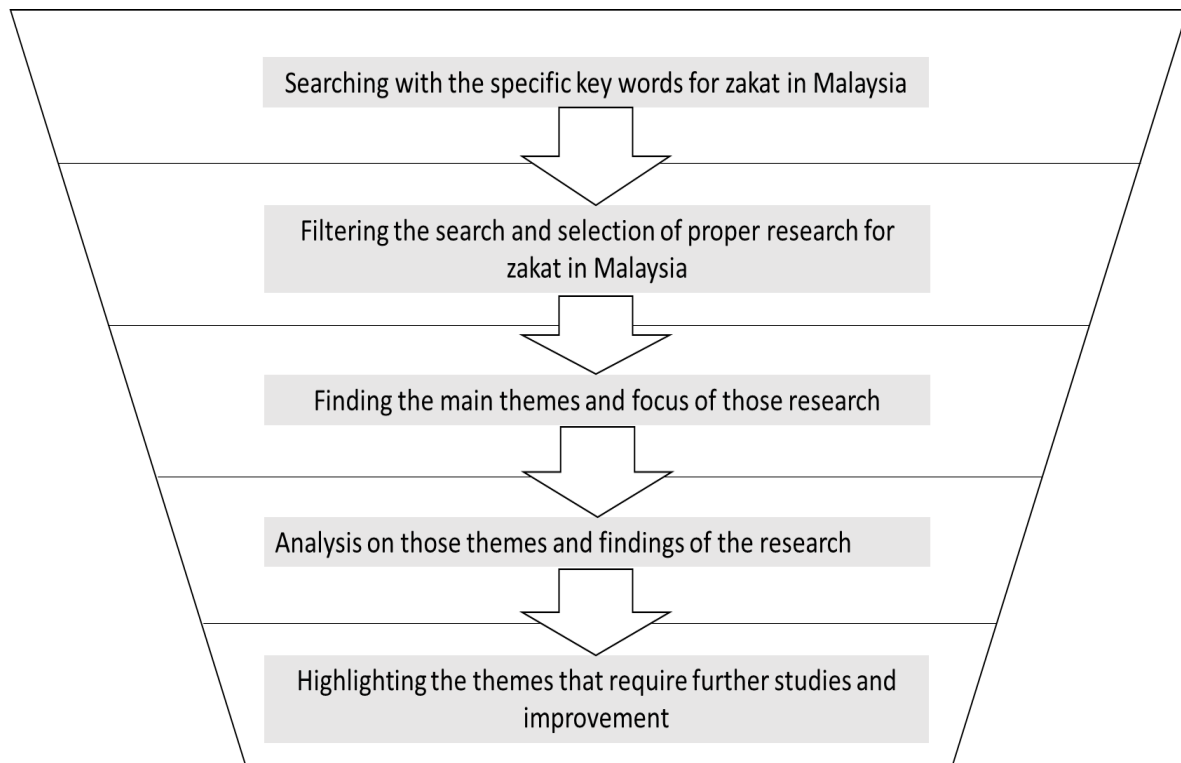 Searching with the specific key words for zakat in Malaysia
Filtering the search and selection of proper research for
zakat in Malaysia
Finding the main themes and focus of those research
Analysis on those themes and findings of the research
Highlighting the themes that require further studies and
improvement